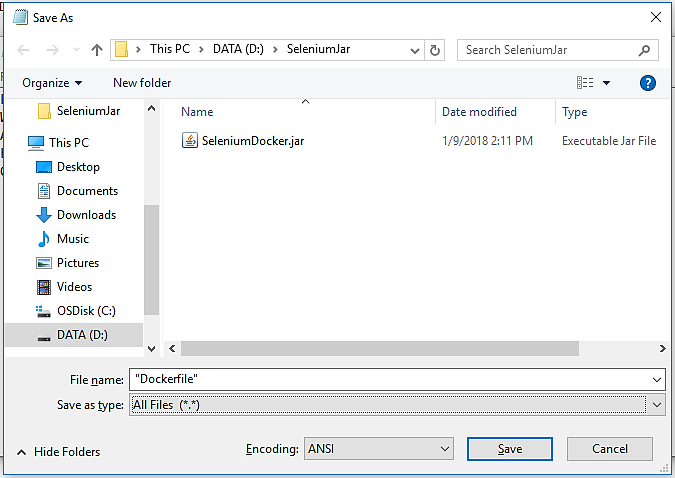 Save As
This PC > DATA (D:) > SeleniumJar
Search SeleniumJar
Organize
New folder
?
SeleniumJar
This PC
Desktop
Documents
Downloads
Music
Pictures
Videos
OSDisk (C:)
DATA (D:)
Name Date modified Type
SeleniumDocker.jar 1/9/2018 2:11 PM Executable Jar File
File name: "Dockerfile"
Save as type: All Files (*.*)
Hide Folders
Encoding: ANSI
Save
Cancel